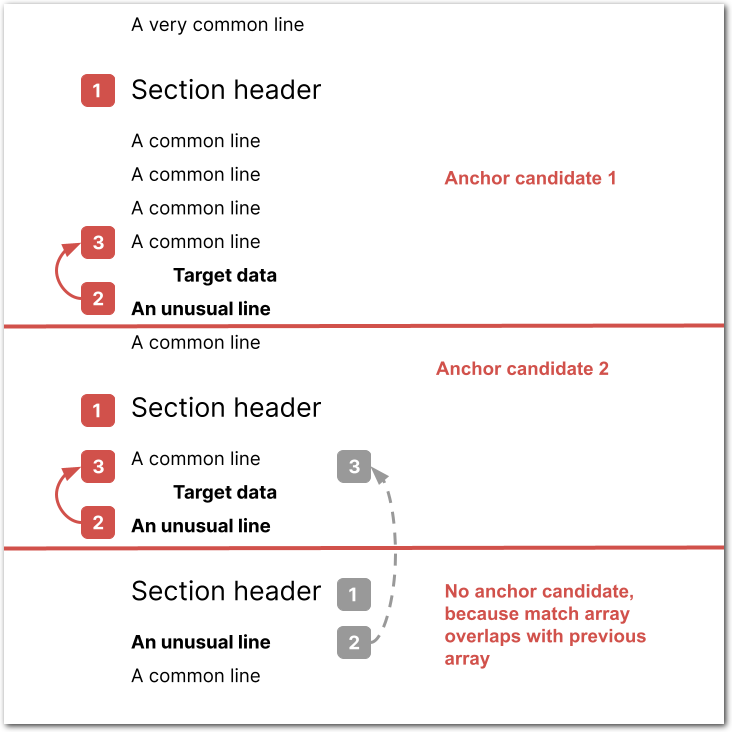 A very common line
1 Section header
A common line
A common line
Anchor candidate 1
A common line
3 A common line
Target data
2 An unusual line
A common line
Anchor candidate 2
1 Section header
3 A common line 3
Target data
2 An unusual line
Section header 1
No anchor candidate,
because match array
overlaps with previous
array
An unusual line 2
A common line